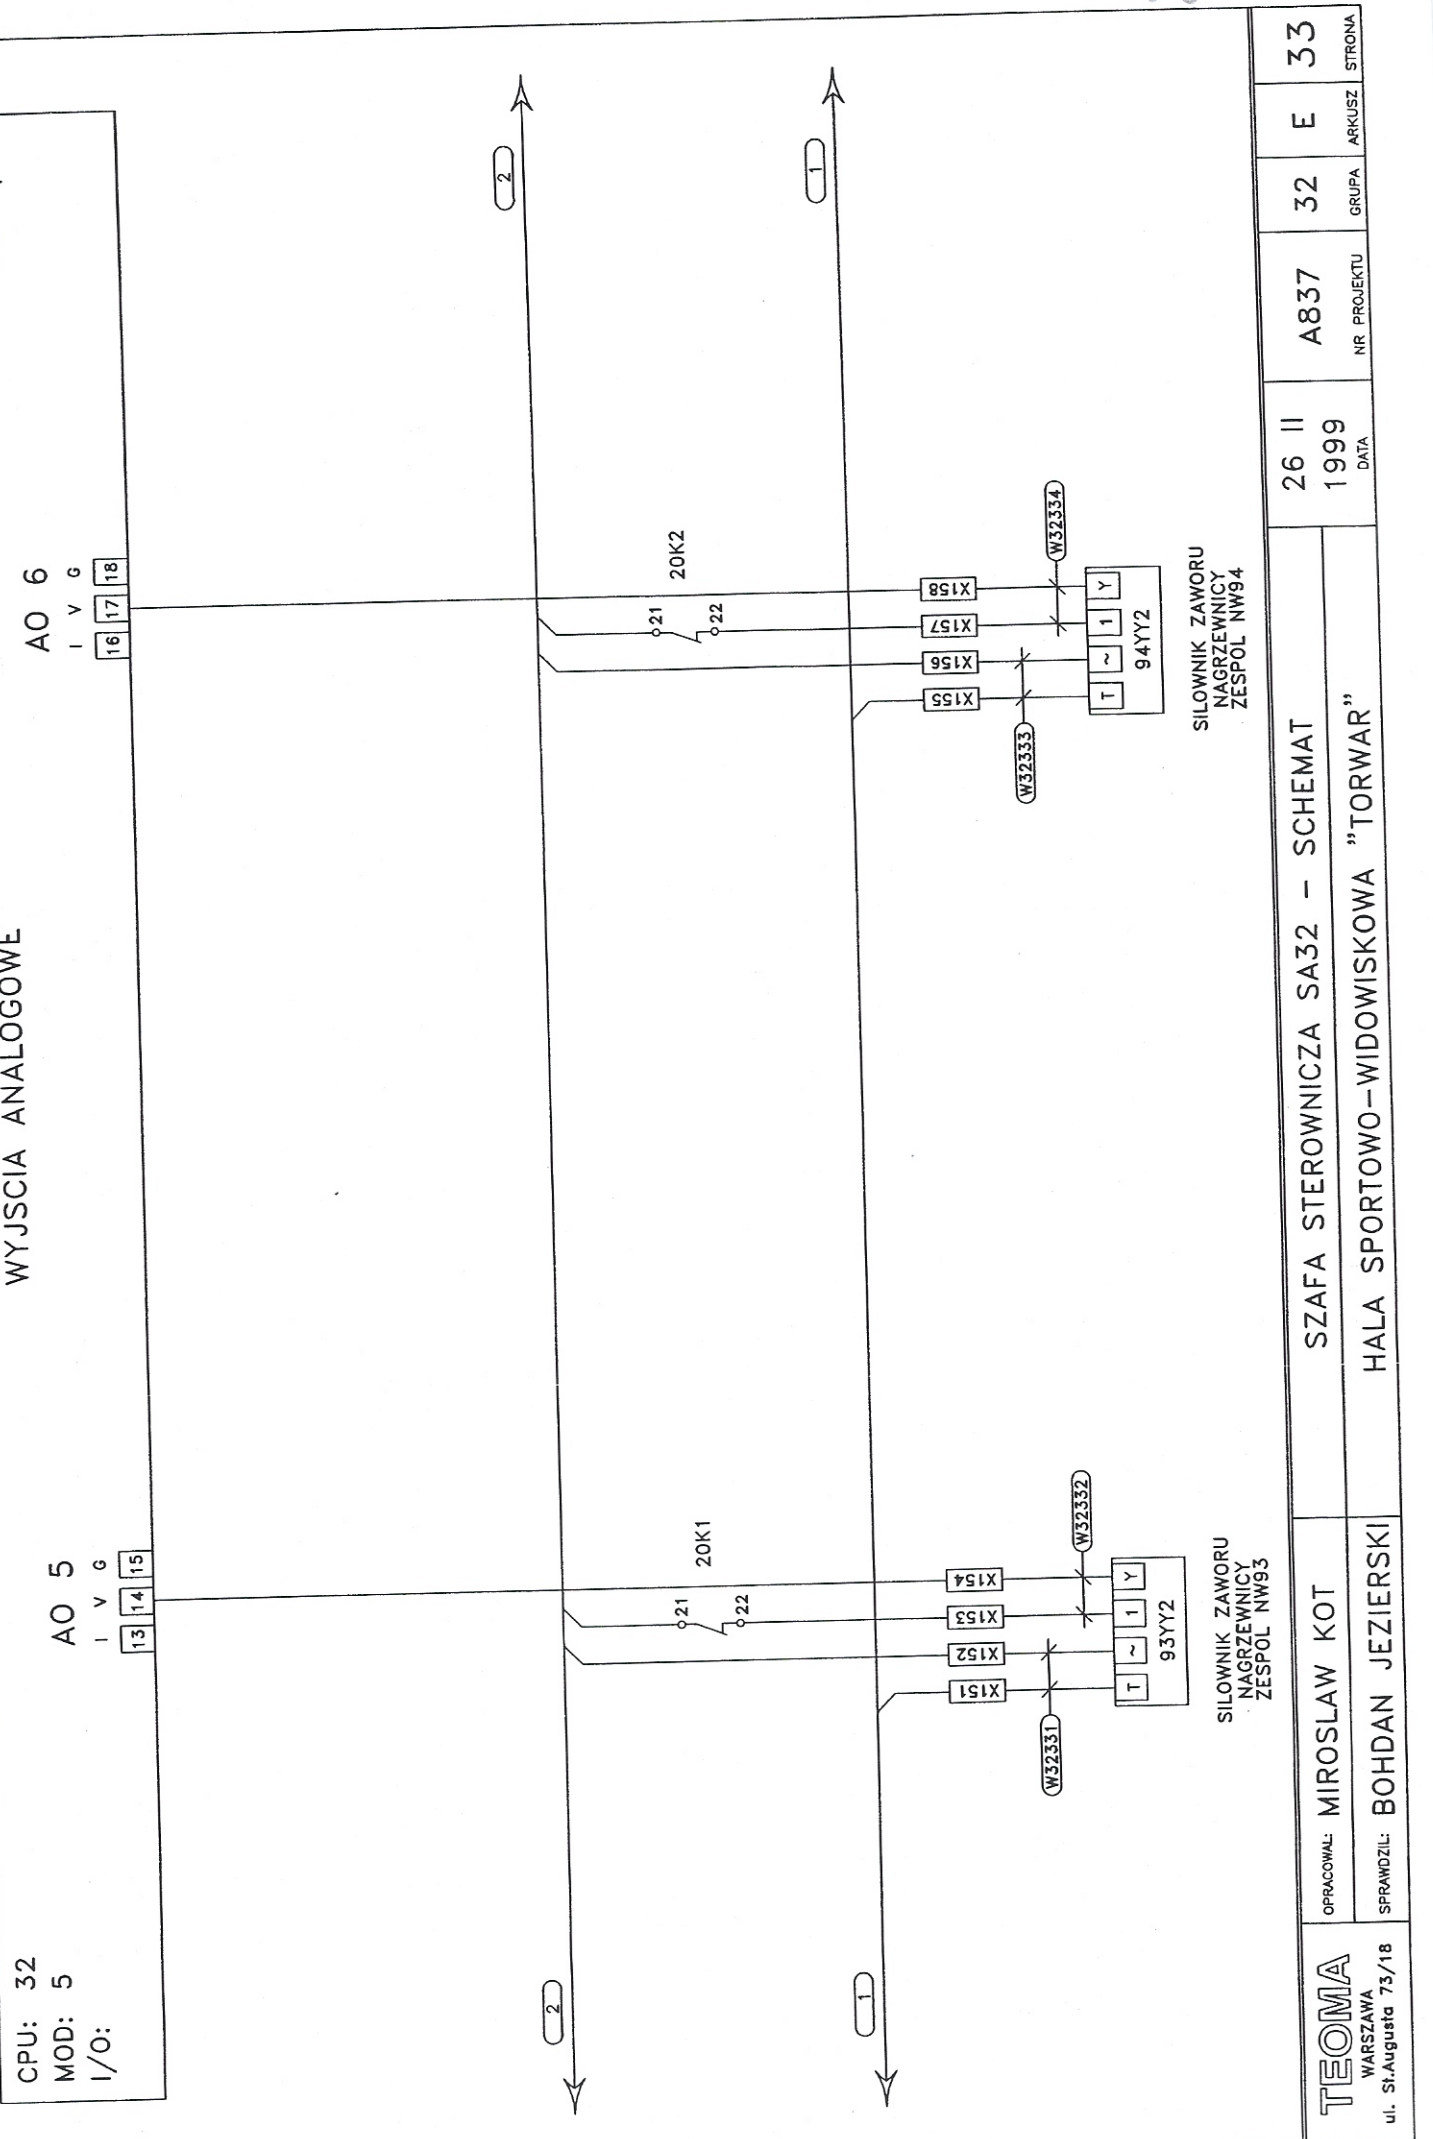 WYJSCIA ANALOGOWE
CPU: 32
MOD: 5
I/O:
AO 5
I V G
13 14 15
AO 6
I V G
16 17 18
2
2
20K1
21
22
20K2
21
22
1
1
X151 X152 X153 X154
X155 X156 X157 X158
W32331
W32332
W32333
W32334
T ~ 1 Y
93YY2
T ~ 1 Y
94YY2
SILOWNIK ZAWORU
NAGRZEWNICY
ZESPOL NW93
SILOWNIK ZAWORU
NAGRZEWNICY
ZESPOL NW94
TEOMA
WARSZAWA
ul. St.Augusta 73/18
OPRACOWAL: MIROSLAW KOT
SPRAWDZIL: BOHDAN JEZIERSKI
SZAFA STEROWNICZA SA32 - SCHEMAT
HALA SPORTOWO-WIDOWISKOWA "TORWAR"
26 II
1999
DATA
A837
NR PROJEKTU
32
GRUPA
E
ARKUSZ
33
STRONA